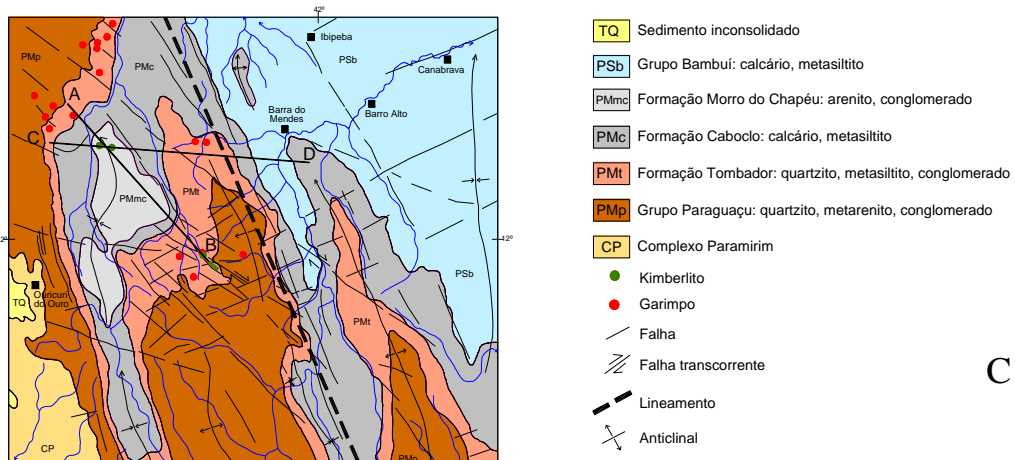 42°
PMp
PMc
Ibipeba
PSb
Canabrava
A
Barra do
Mendes
Barro Alto
C
D
PMt
PMmc
B
2°
12°
PSb
TQ
Ouricuri
do Ouro
PMt
CP
PMp
TQ Sedimento inconsolidado
PSb Grupo Bambuí: calcário, metasiltito
PMmc Formação Morro do Chapéu: arenito, conglomerado
PMc Formação Caboclo: calcário, metasiltito
PMt Formação Tombador: quartzito, metasiltito, conglomerado
PMp Grupo Paraguaçu: quartzito, metarenito, conglomerado
CP Complexo Paramirim
Kimberlito
Garimpo
Falha
Falha transcorrente
Lineamento
Anticlinal
C